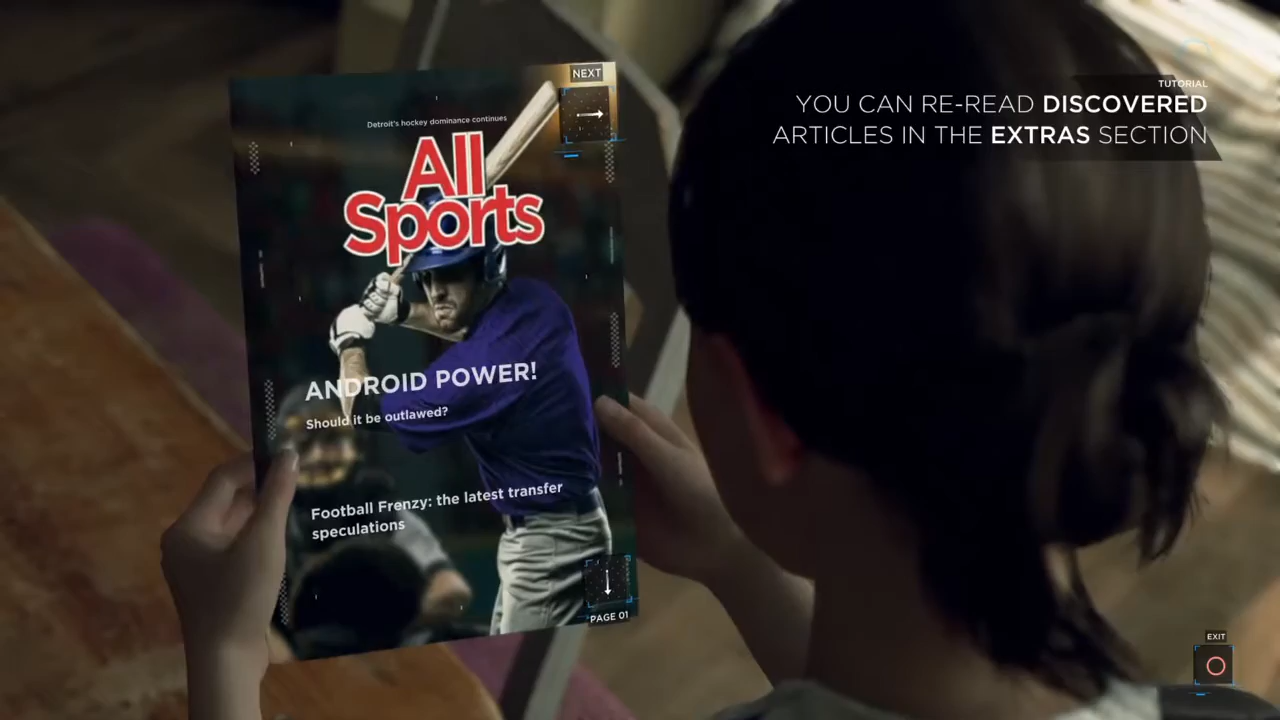 TUTORIAL
YOU CAN RE-READ DISCOVERED
ARTICLES IN THE EXTRAS SECTION
NEXT
Detroit's hockey dominance continues
All
Sports
ANDROID POWER!
Should it be outlawed?
Football Frenzy: the latest transfer
speculations
PAGE 01
EXIT